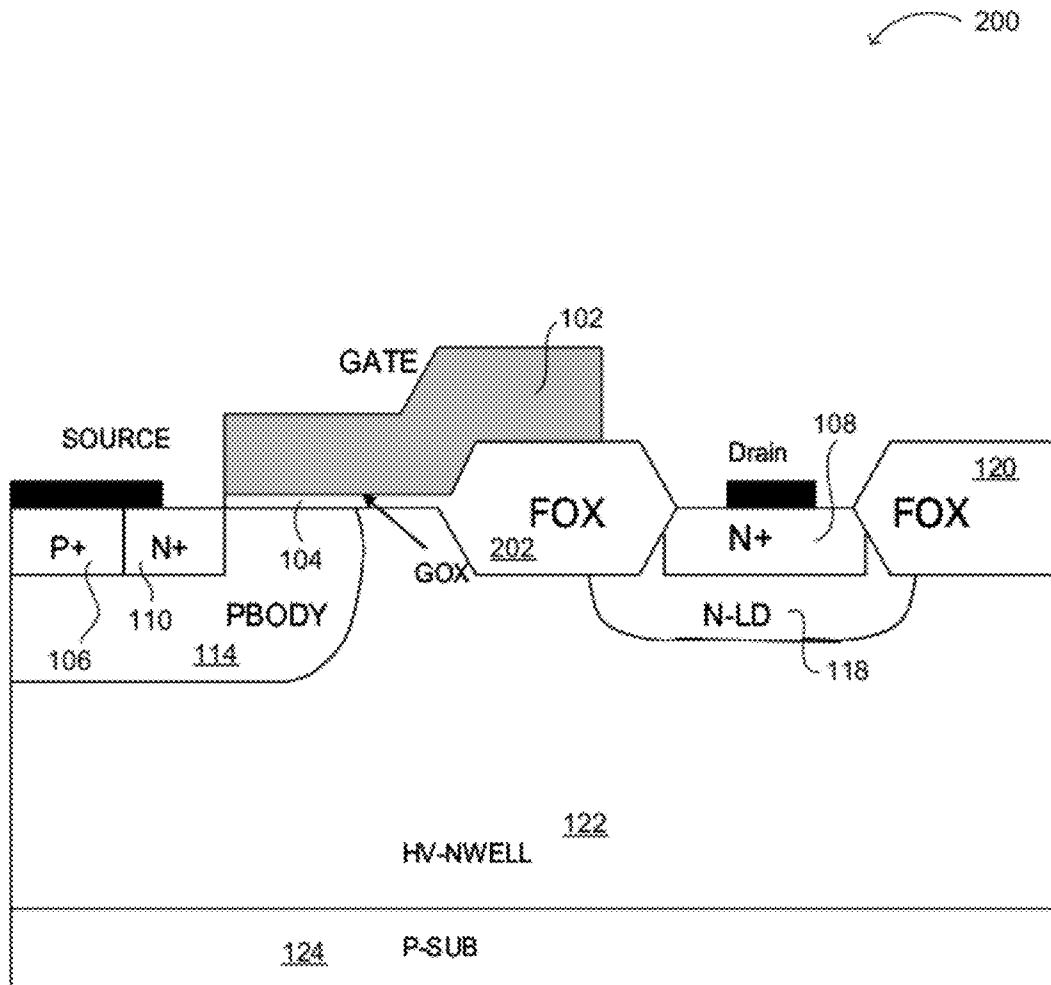 200
102
GATE
SOURCE
108
Drain
120
FOX
FOX
P+
N+
N+
202
104
GOX
110
PBODY
N-LD
106
114
118
122
HV-NWELL
124
P-SUB